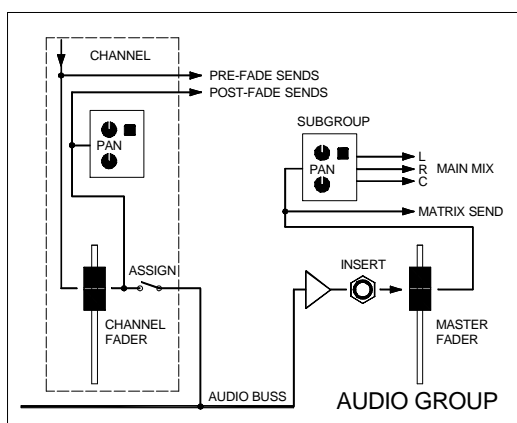 CHANNEL
PRE-FADE SENDS
POST-FADE SENDS
PAN
SUBGROUP
PAN
L
R
C
MAIN MIX
MATRIX SEND
ASSIGN
INSERT
CHANNEL
FADER
MASTER
FADER
AUDIO BUSS
AUDIO GROUP